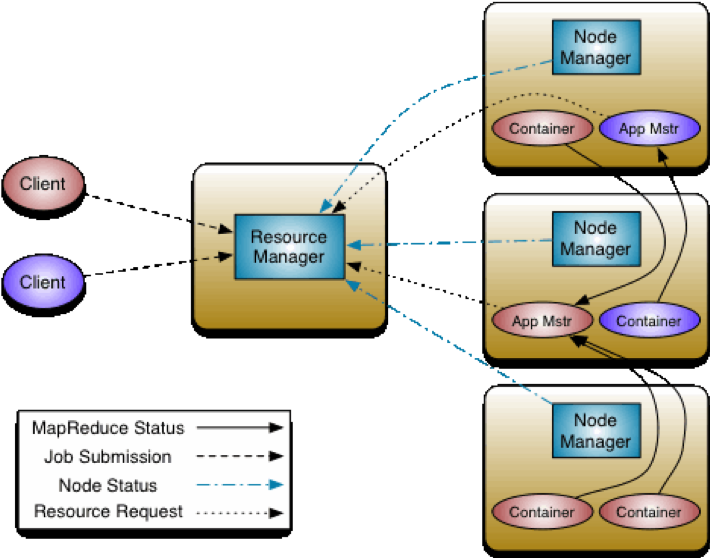 Node
Manager
Container
App Mstr
Client
Resource
Manager
Client
Node
Manager
App Mstr
Container
Node
Manager
Container
Container
MapReduce Status
Job Submission
Node Status
Resource Request